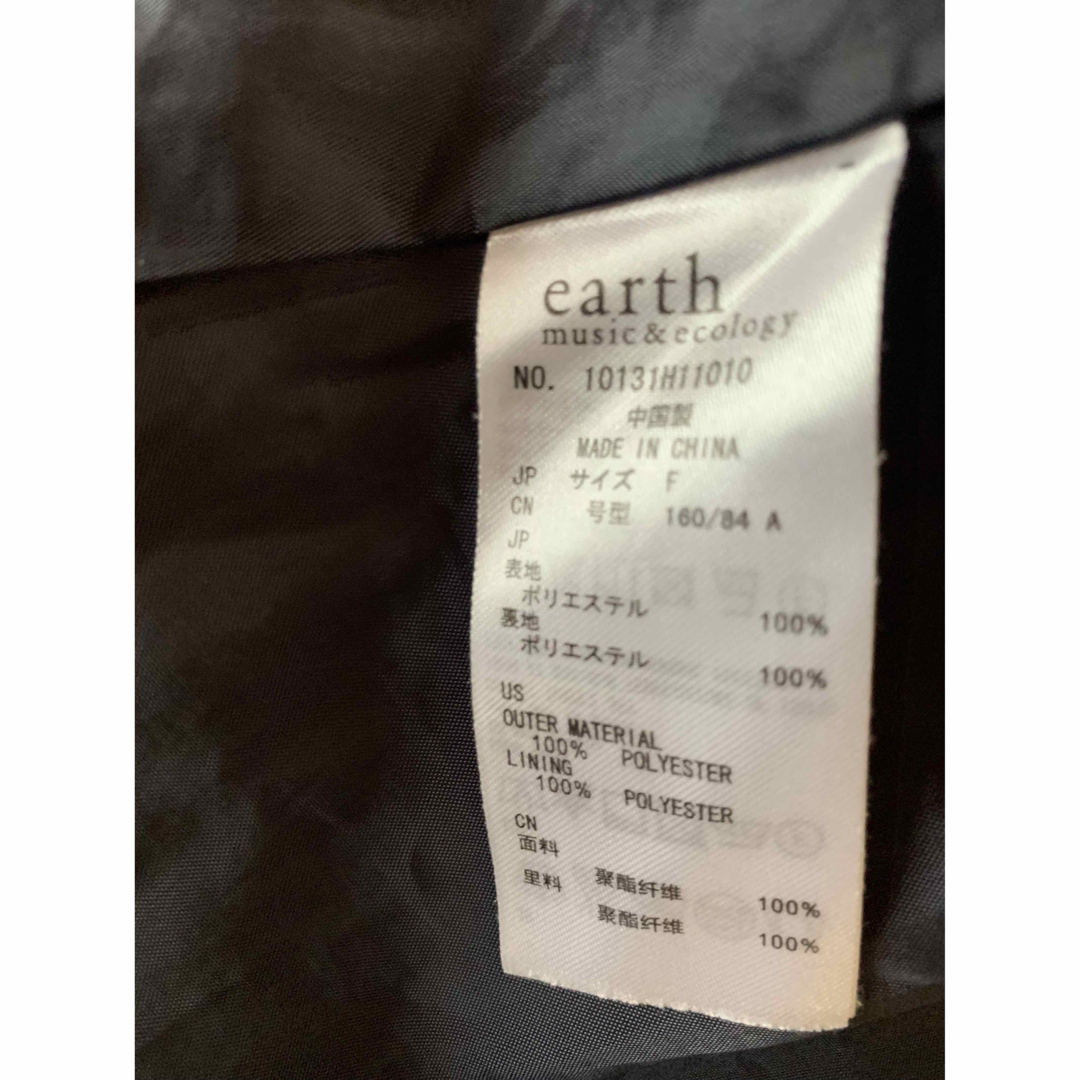 earth
music&ecology
NO. 10131H11010
中国製
MADE IN CHINA
JP サイズ F
CN 号型 160/84 A
JP
表地
ポリエステル 100%
裏地
ポリエステル 100%
US
OUTER MATERIAL
100% POLYESTER
LINING
100% POLYESTER
CN
面料
聚酯纤维 100%
里料
聚酯纤维 100%